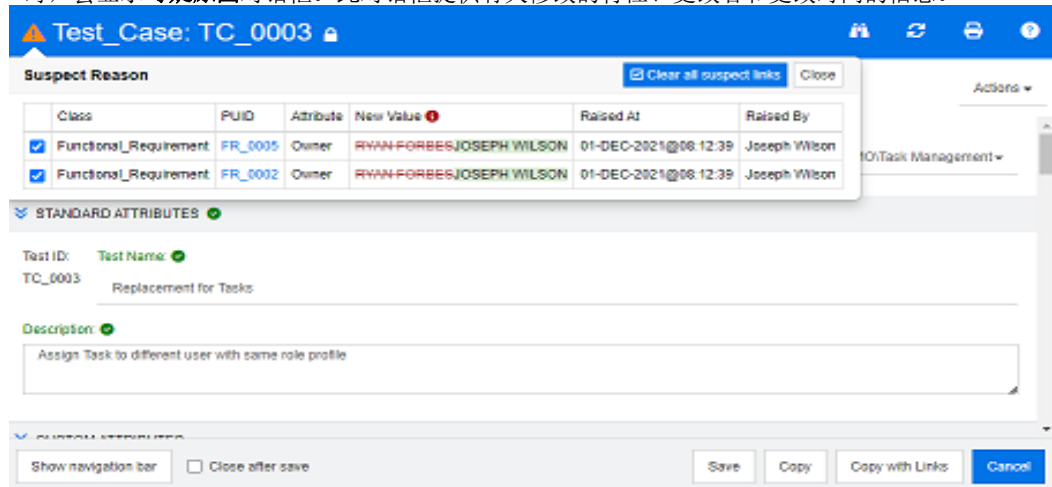 Test_Case: TC_0003
Suspect Reason
Clear all suspect links
Close
Actions
Class PUID Attribute New Value Raised At Raised By
Functional_Requirement FR_0005 Owner RYAN FORBESJOSEPH WILSON 01-DEC-2021@08:12:39 Joseph Wilson
Functional_Requirement FR_0002 Owner RYAN FORBESJOSEPH WILSON 01-DEC-2021@08:12:39 Joseph Wilson
\Task Management
STANDARD ATTRIBUTES
Test ID: Test Name:
TC_0003 Replacement for Tasks
Description:
Assign Task to different user with same role profile
Show navigation bar Close after save Save Copy Copy with Links Cancel